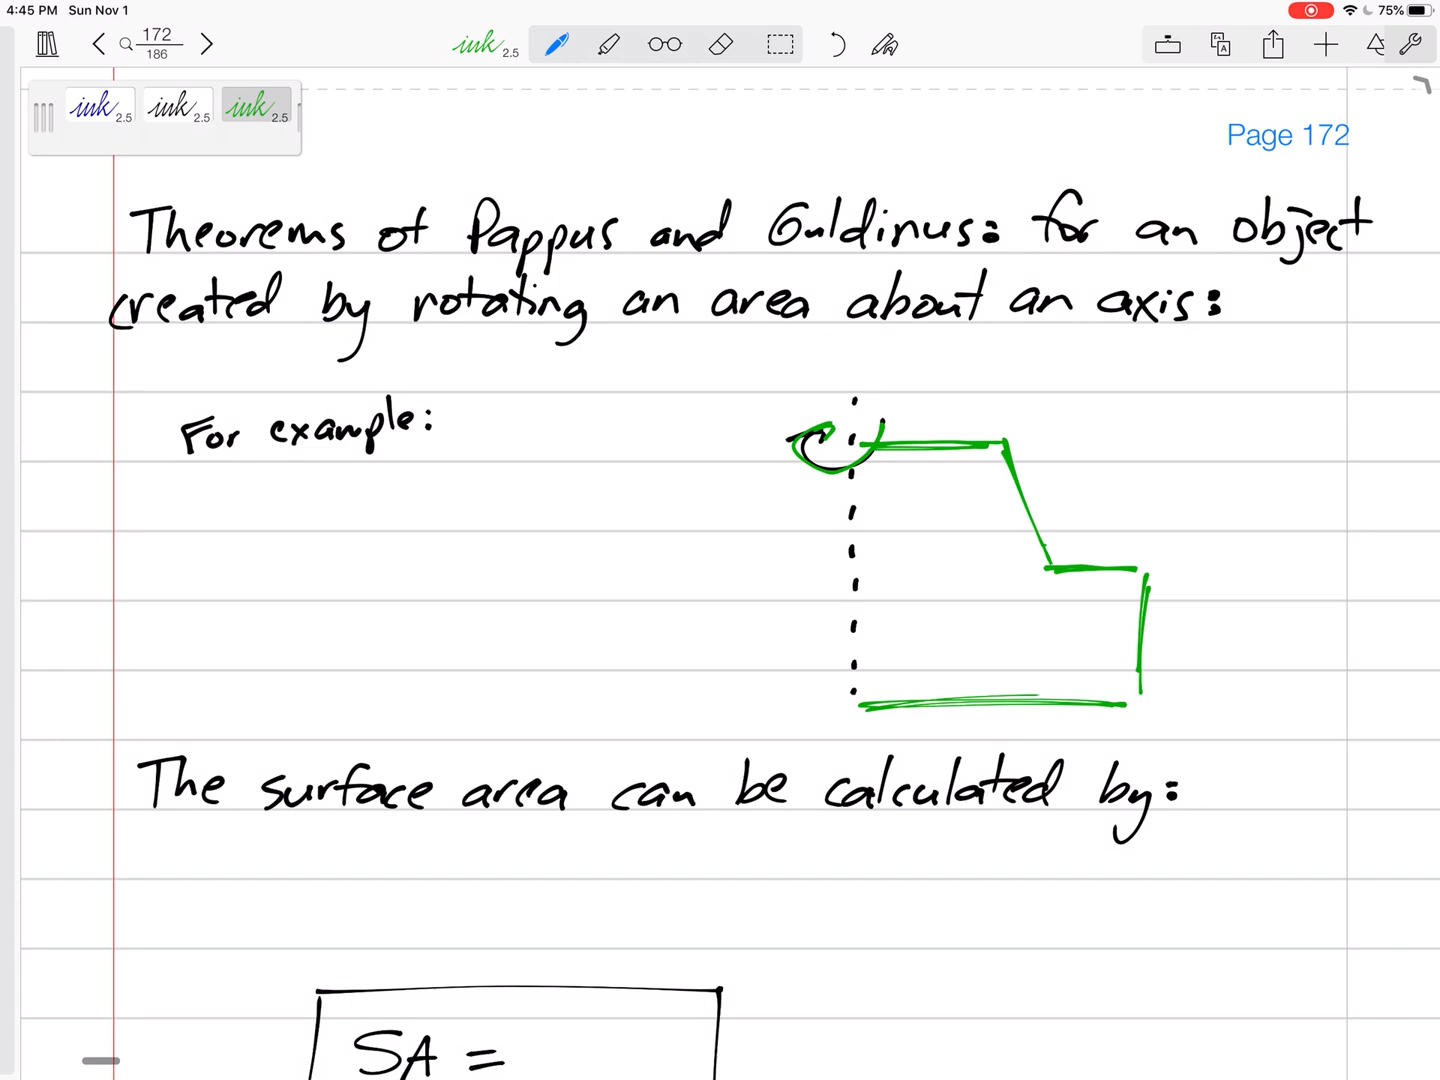 4:45 PM Sun Nov 1
75%
172
186
ink 2.5
ink 2.5 ink 2.5 ink 2.5
Page 172
Theorems of Pappus and Guldinus: for an object
created by rotating an area about an axis:
For example:
The surface area can be calculated by:
SA =